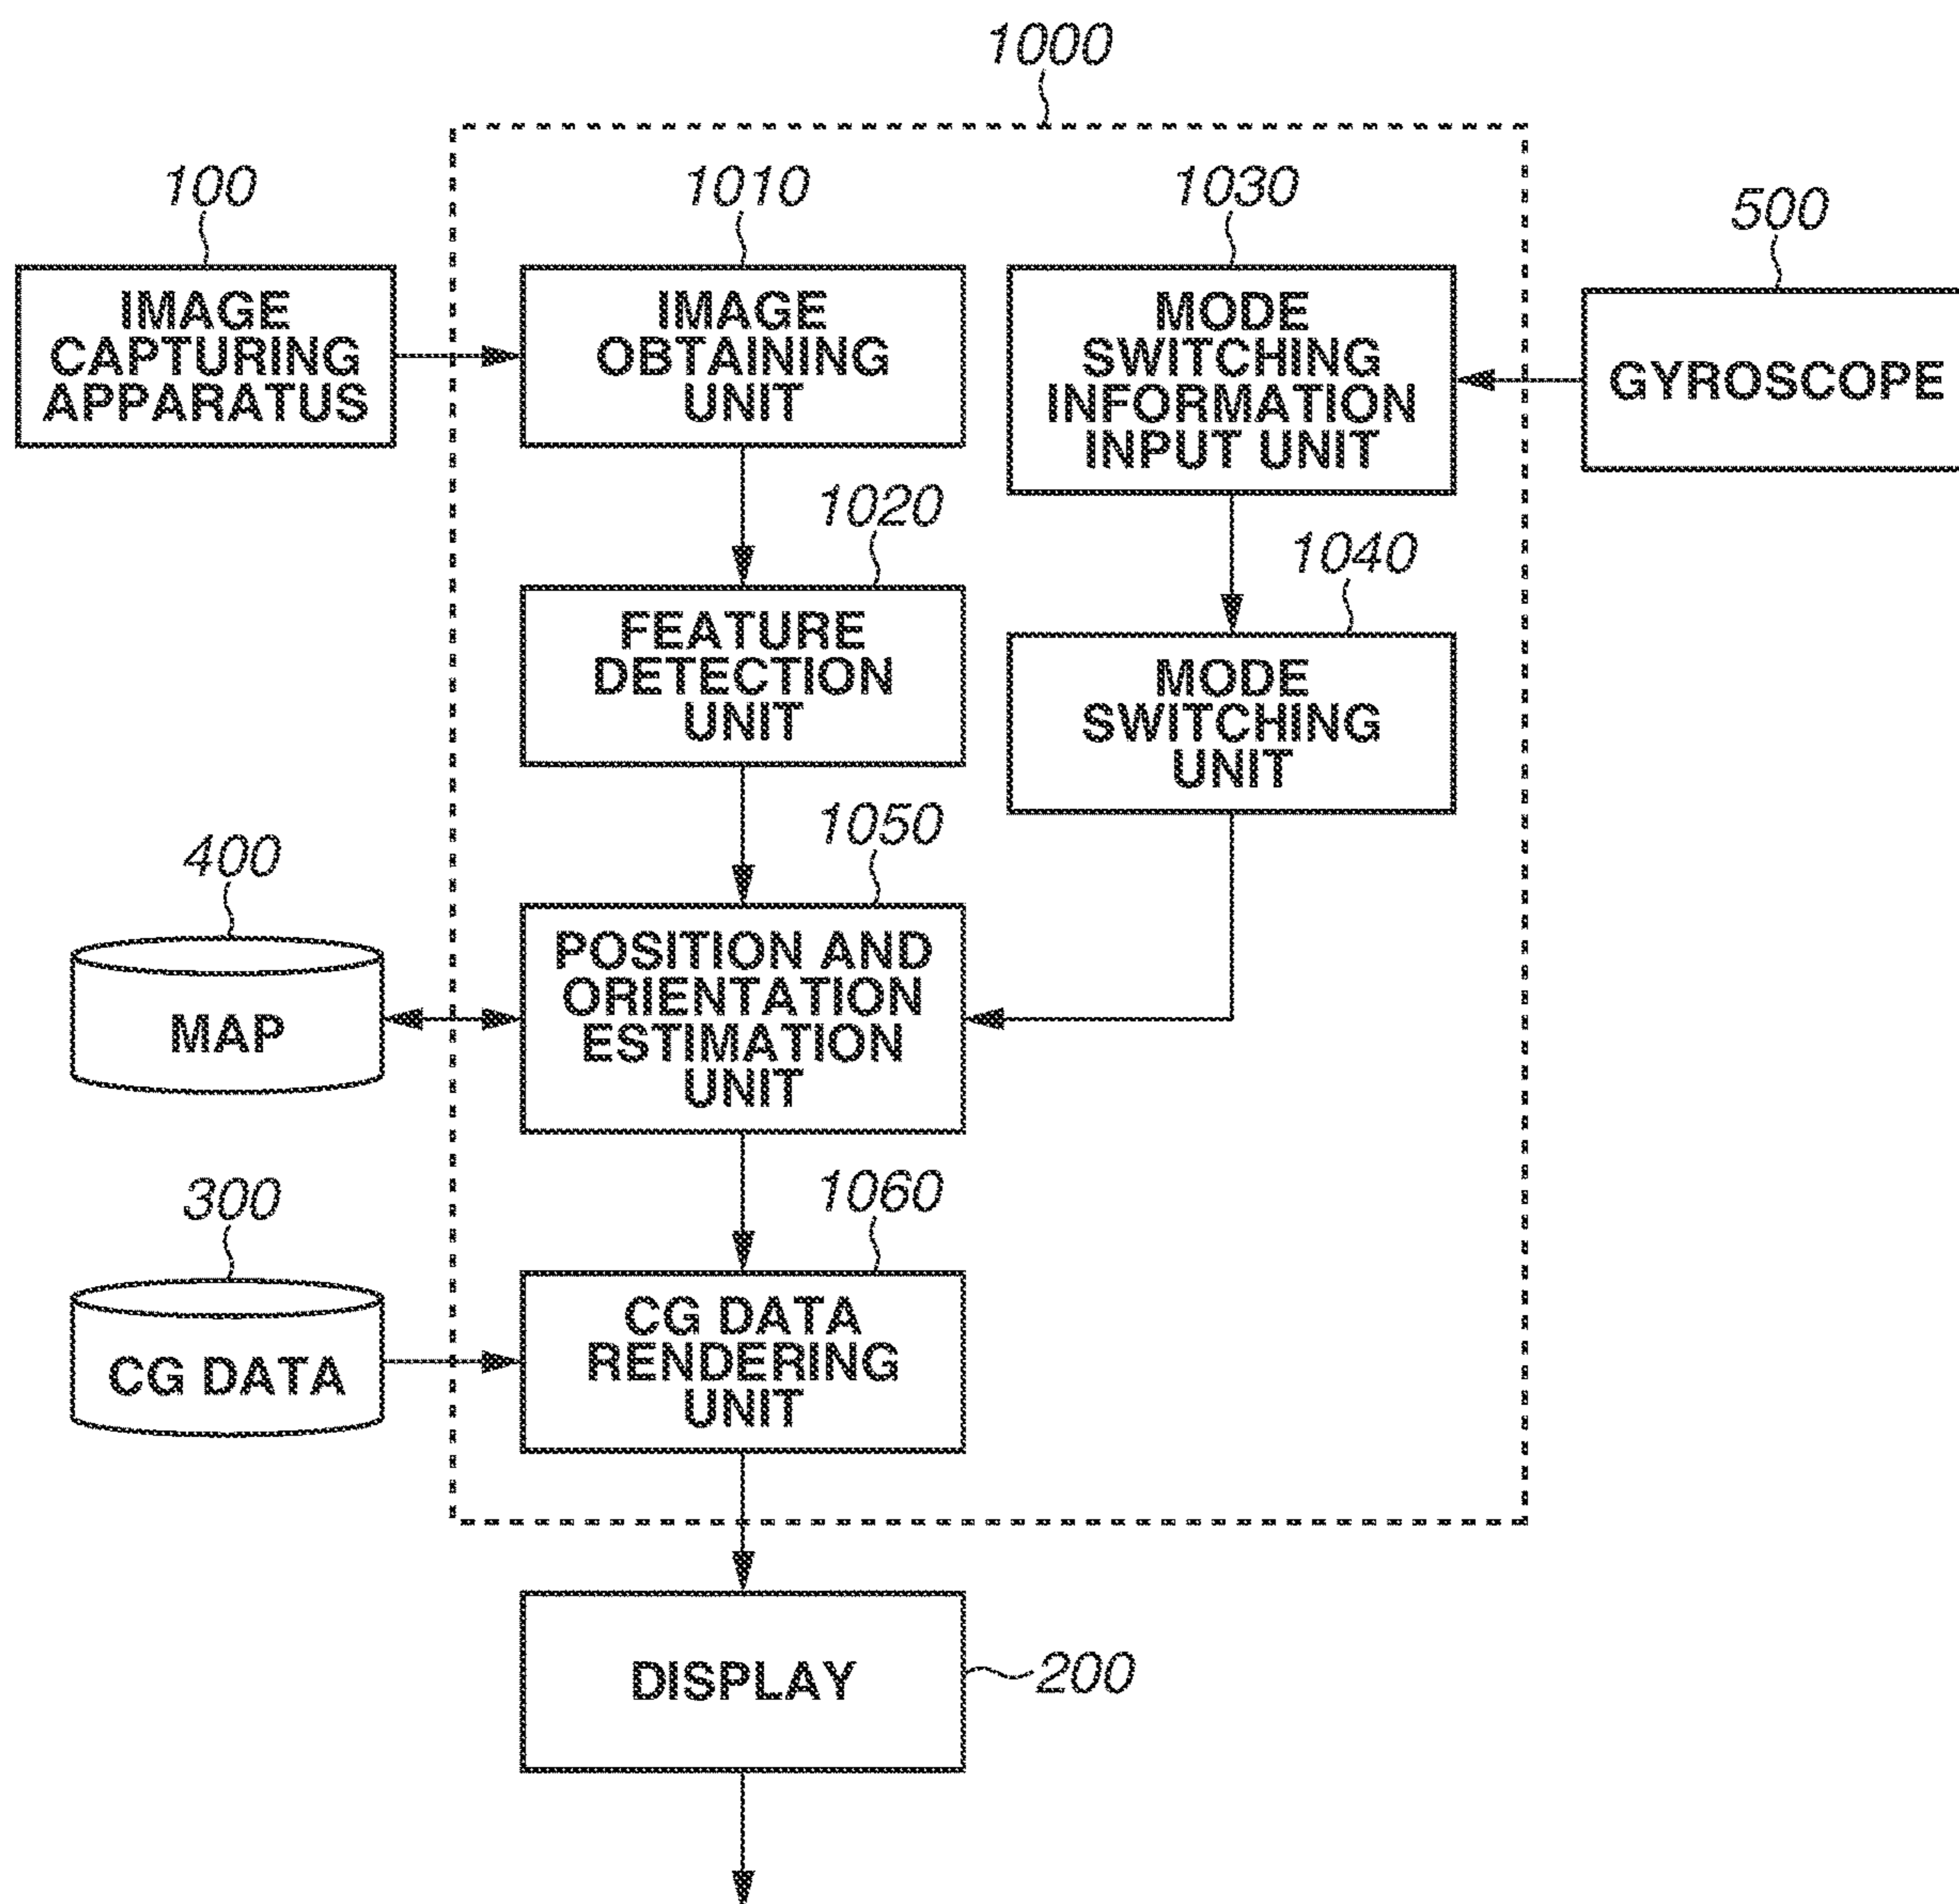 1000
100
1010
1030
500
IMAGE
CAPTURING
APPARATUS
IMAGE
OBTAINING
UNIT
MODE
SWITCHING
INFORMATION
INPUT UNIT
GYROSCOPE
1020
1040
FEATURE
DETECTION
UNIT
MODE
SWITCHING
UNIT
400
1050
MAP
POSITION AND
ORIENTATION
ESTIMATION
UNIT
300
1060
CG DATA
CG DATA
RENDERING
UNIT
DISPLAY
200